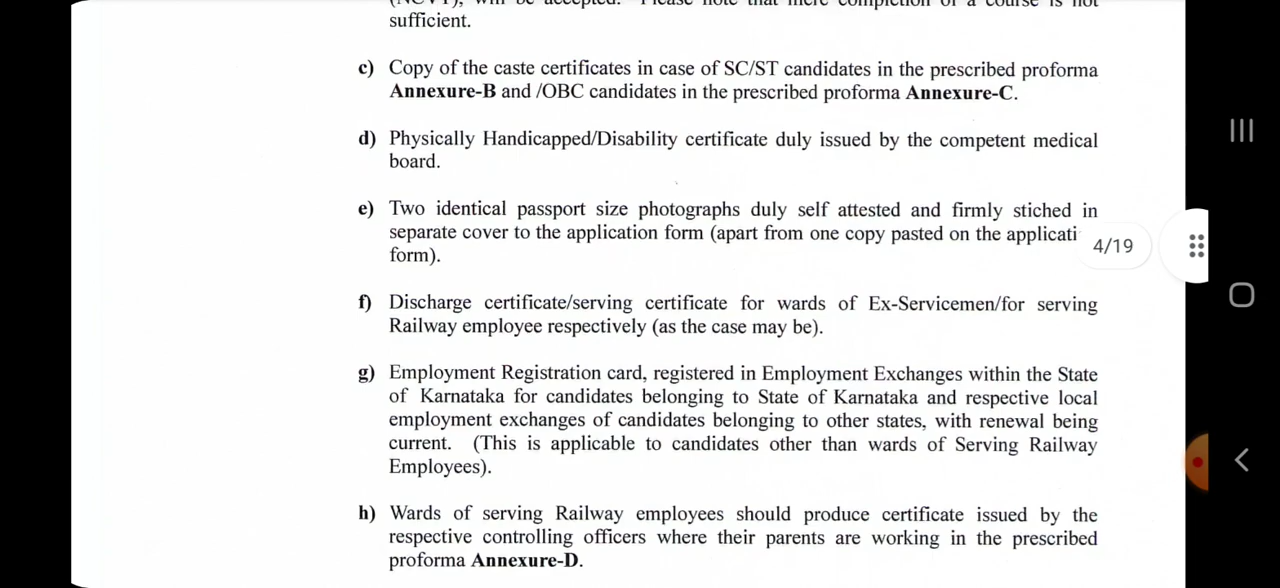 sufficient.
c) Copy of the caste certificates in case of SC/ST candidates in the prescribed proforma
Annexure-B and /OBC candidates in the prescribed proforma Annexure-C.
d) Physically Handicapped/Disability certificate duly issued by the competent medical
board.
e) Two identical passport size photographs duly self attested and firmly stiched in
separate cover to the application form (apart from one copy pasted on the applicati
form).
4/19
f) Discharge certificate/serving certificate for wards of Ex-Servicemen/for serving
Railway employee respectively (as the case may be).
g) Employment Registration card, registered in Employment Exchanges within the State
of Karnataka for candidates belonging to State of Karnataka and respective local
employment exchanges of candidates belonging to other states, with renewal being
current. (This is applicable to candidates other than wards of Serving Railway
Employees).
h) Wards of serving Railway employees should produce certificate issued by the
respective controlling officers where their parents are working in the prescribed
proforma Annexure-D.